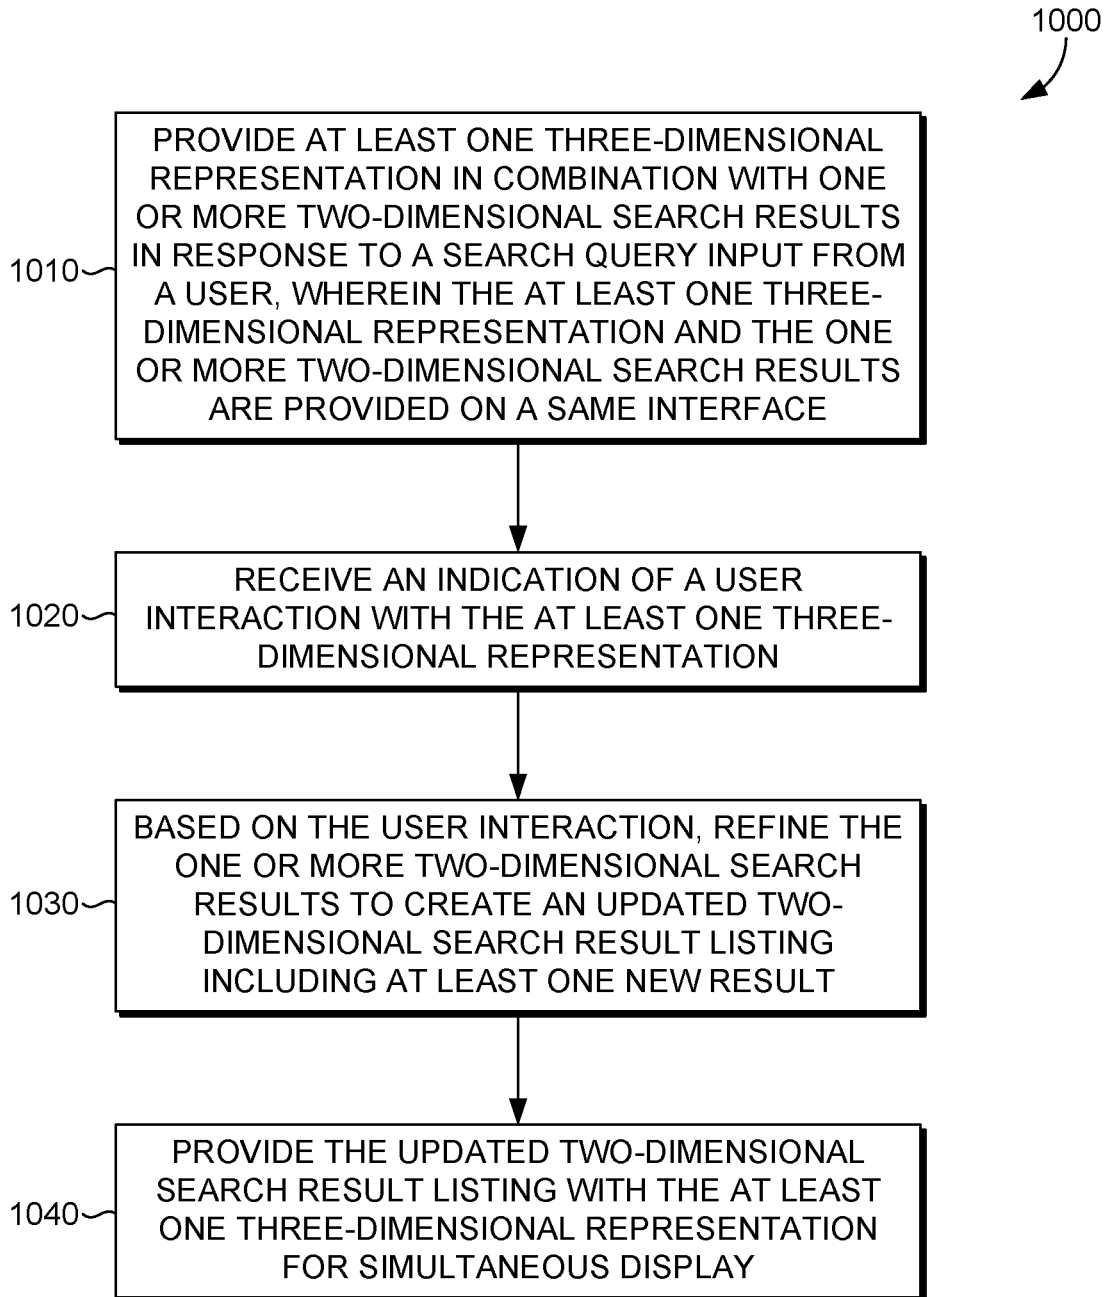 1000
PROVIDE AT LEAST ONE THREE-DIMENSIONAL
REPRESENTATION IN COMBINATION WITH ONE
OR MORE TWO-DIMENSIONAL SEARCH RESULTS
IN RESPONSE TO A SEARCH QUERY INPUT FROM
A USER, WHEREIN THE AT LEAST ONE THREE-
DIMENSIONAL REPRESENTATION AND THE ONE
OR MORE TWO-DIMENSIONAL SEARCH RESULTS
ARE PROVIDED ON A SAME INTERFACE
1010
RECEIVE AN INDICATION OF A USER
INTERACTION WITH THE AT LEAST ONE THREE-
DIMENSIONAL REPRESENTATION
1020
BASED ON THE USER INTERACTION, REFINE THE
ONE OR MORE TWO-DIMENSIONAL SEARCH
RESULTS TO CREATE AN UPDATED TWO-
DIMENSIONAL SEARCH RESULT LISTING
INCLUDING AT LEAST ONE NEW RESULT
1030
PROVIDE THE UPDATED TWO-DIMENSIONAL
SEARCH RESULT LISTING WITH THE AT LEAST
ONE THREE-DIMENSIONAL REPRESENTATION
FOR SIMULTANEOUS DISPLAY
1040